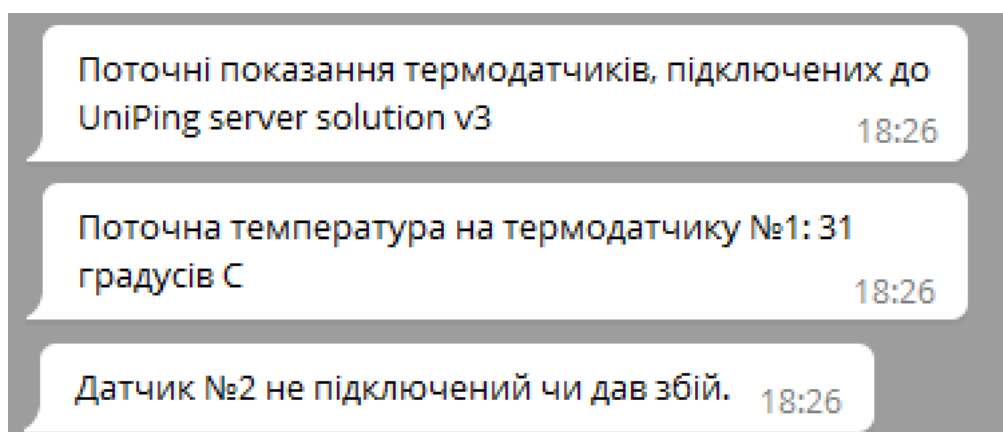 Поточні показання термодатчиків, підключених до
UniPing server solution v3
18:26
Поточна температура на термодатчику №1: 31
градусів С
18:26
Датчик №2 не підключений чи дав збій.
18:26